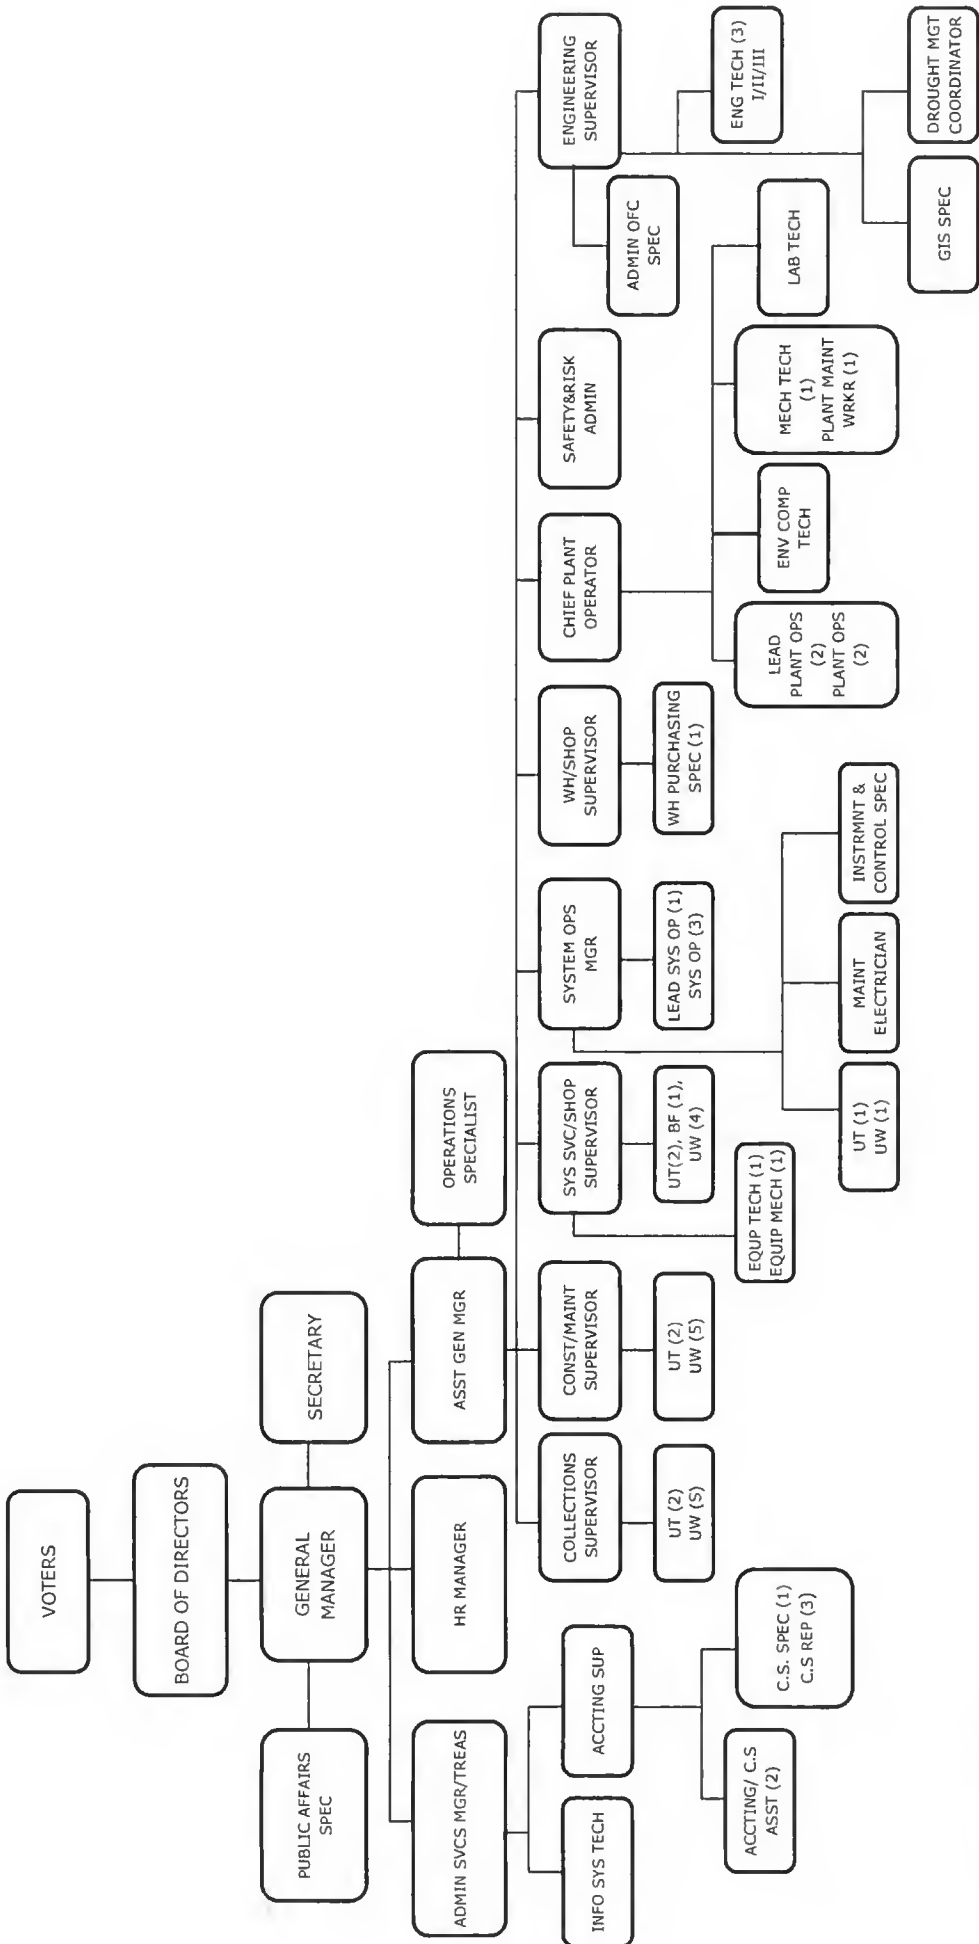 VOTERS
BOARD OF DIRECTORS
PUBLIC AFFAIRS
SPEC
GENERAL
MANAGER
SECRETARY
ADMIN SVCS MGR/TREAS
HR MANAGER
ASST GEN MGR
OPERATIONS
SPECIALIST
INFO SYS TECH
ACCTING SUP
ACCTING/ C.S
ASST (2)
C.S. SPEC (1)
C.S REP (3)
COLLECTIONS
SUPERVISOR
UT (2)
UW (5)
CONST/MAINT
SUPERVISOR
UT (2)
UW (5)
SYS SVC/SHOP
SUPERVISOR
UT(2), BF (1),
UW (4)
EQUP TECH (1)
EQUIP MECH (1)
SYSTEM OPS
MGR
LEAD SYS OP (1)
SYS OP (3)
UT (1)
UW (1)
MAINT
ELECTRICIAN
INSTRMNT &
CONTROL SPEC
WH/SHOP
SUPERVISOR
WH PURCHASING
SPEC (1)
CHIEF PLANT
OPERATOR
LEAD
PLANT OPS
(2)
PLANT OPS
(2)
ENV COMP
TECH
MECH TECH
(1)
PLANT MAINT
WRKR (1)
LAB TECH
SAFETY&RISK
ADMIN
ENGINEERING
SUPERVISOR
ADMIN OFC
SPEC
ENG TECH (3)
I/II/III
GIS SPEC
DROUGHT MGT
COORDINATOR